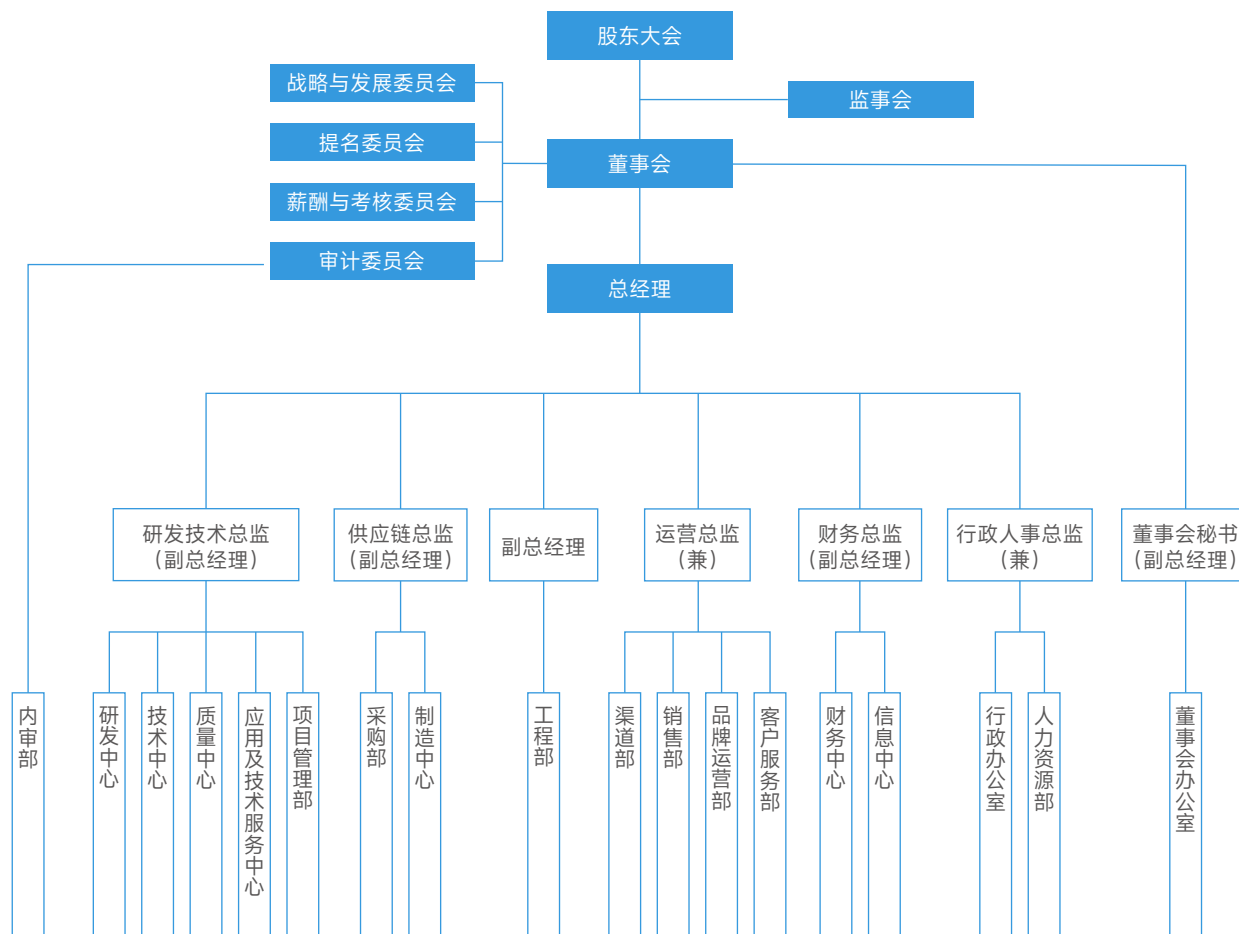 股东大会
战略与发展委员会
监事会
提名委员会
董事会
薪酬与考核委员会
审计委员会
总经理
研发技术总监
(副总经理)
供应链总监
(副总经理)
副总经理
运营总监
(兼)
财务总监
(副总经理)
行政人事总监
(兼)
董事会秘书
(副总经理)
内审部
研发中心
技术中心
质量中心
应用及技术服务中心
项目管理部
采购部
制造中心
工程部
渠道部
销售部
品牌运营部
客户服务部
财务中心
信息中心
行政办公室
人力资源部
董事会办公室